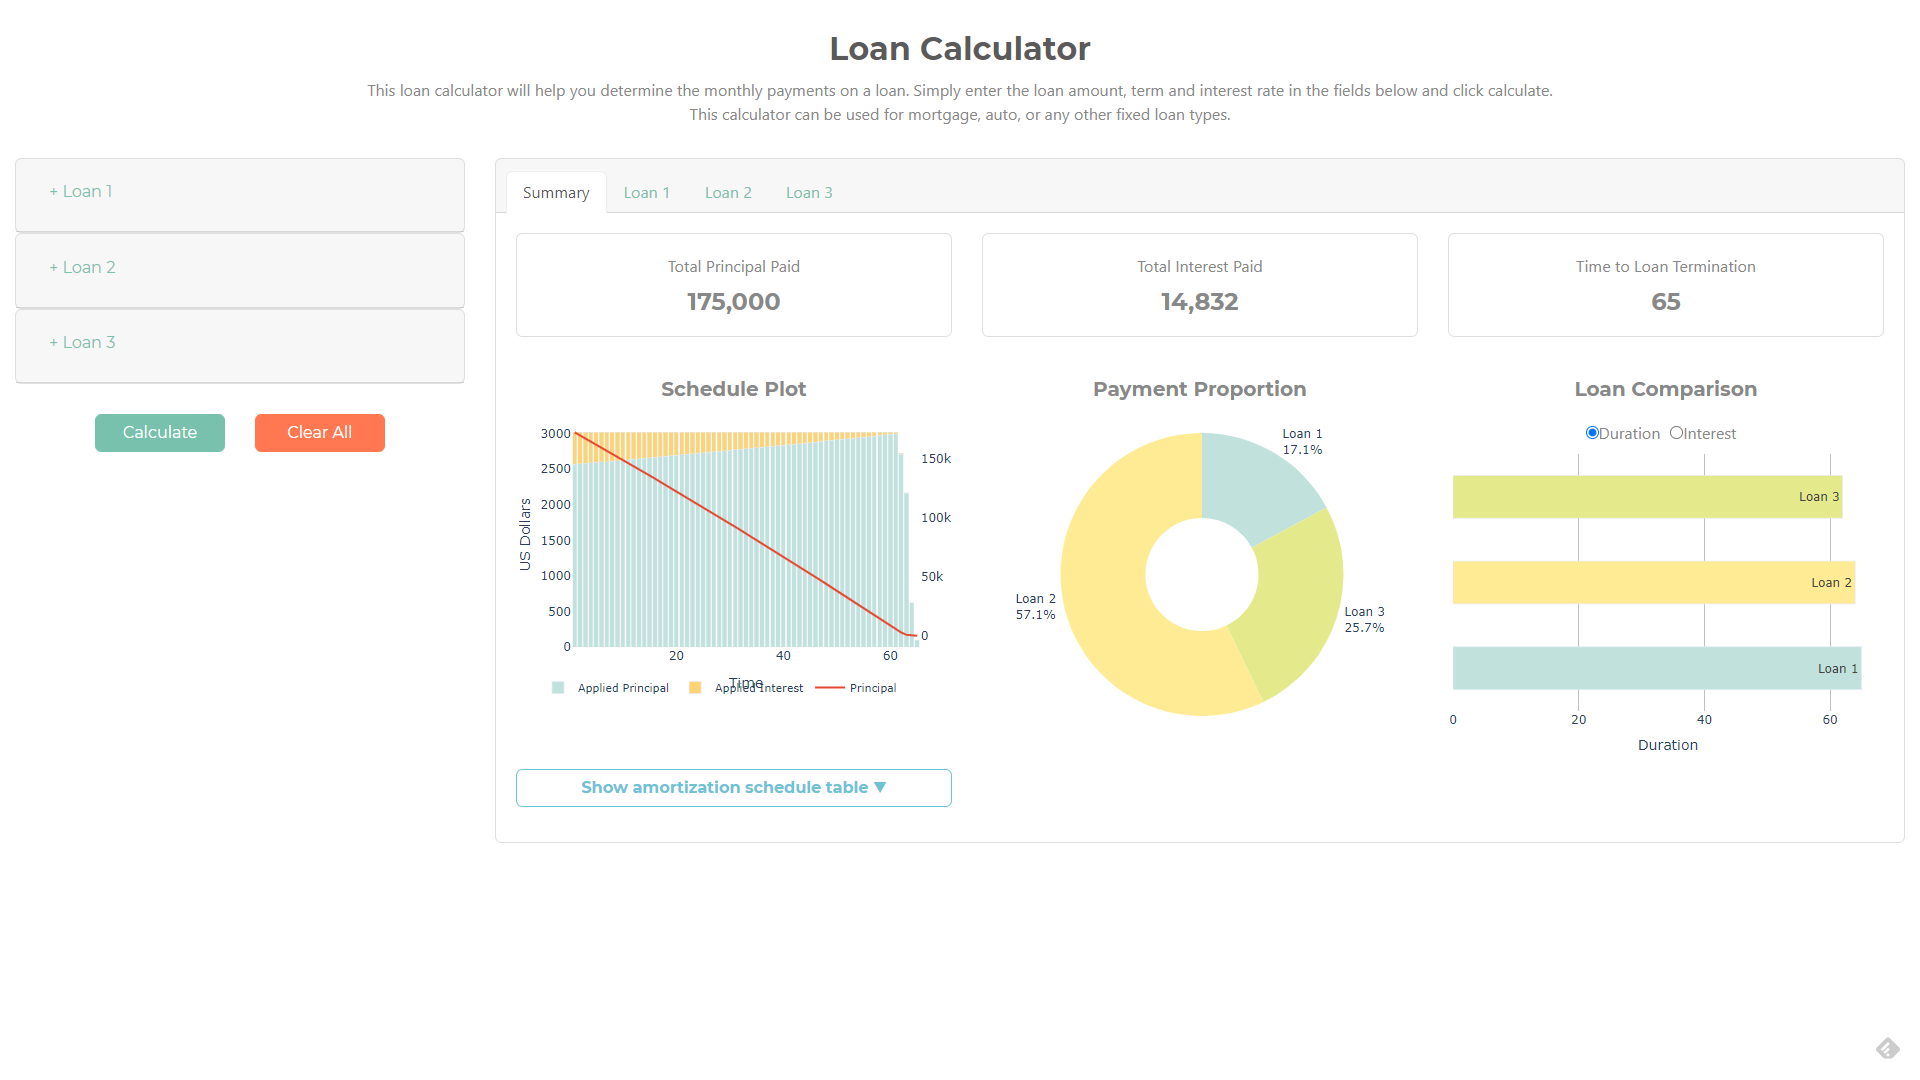 Loan Calculator
This loan calculator will help you determine the monthly payments on a loan. Simply enter the loan amount, term and interest rate in the fields below and click calculate.
This calculator can be used for mortgage, auto, or any other fixed loan types.
+ Loan 1
+ Loan 2
+ Loan 3
Calculate
Clear All
Summary
Loan 1
Loan 2
Loan 3
Total Principal Paid
175,000
Total Interest Paid
14,832
Time to Loan Termination
65
Schedule Plot
3000
2500
2000
1500
1000
500
0
US Dollars
150k
100k
50k
0
20
40
60
Time
Applied Principal
Applied Interest
Principal
Show amortization schedule table ▼
Payment Proportion
Loan 1
17.1%
Loan 2
57.1%
Loan 3
25.7%
Loan Comparison
Duration
Interest
Loan 3
Loan 2
Loan 1
0
20
40
60
Duration